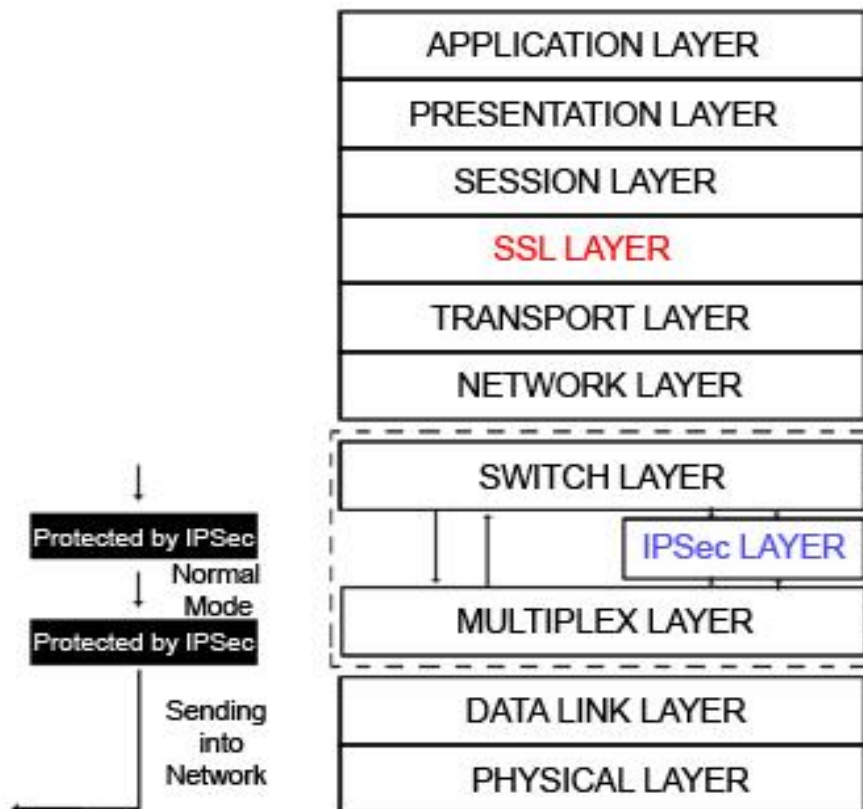 APPLICATION LAYER
PRESENTATION LAYER
SESSION LAYER
SSL LAYER
TRANSPORT LAYER
NETWORK LAYER
SWITCH LAYER
IPSec LAYER
MULTIPLEX LAYER
DATA LINK LAYER
PHYSICAL LAYER
Protected by IPSec
Normal
Mode
Protected by IPSec
Sending
into
Network